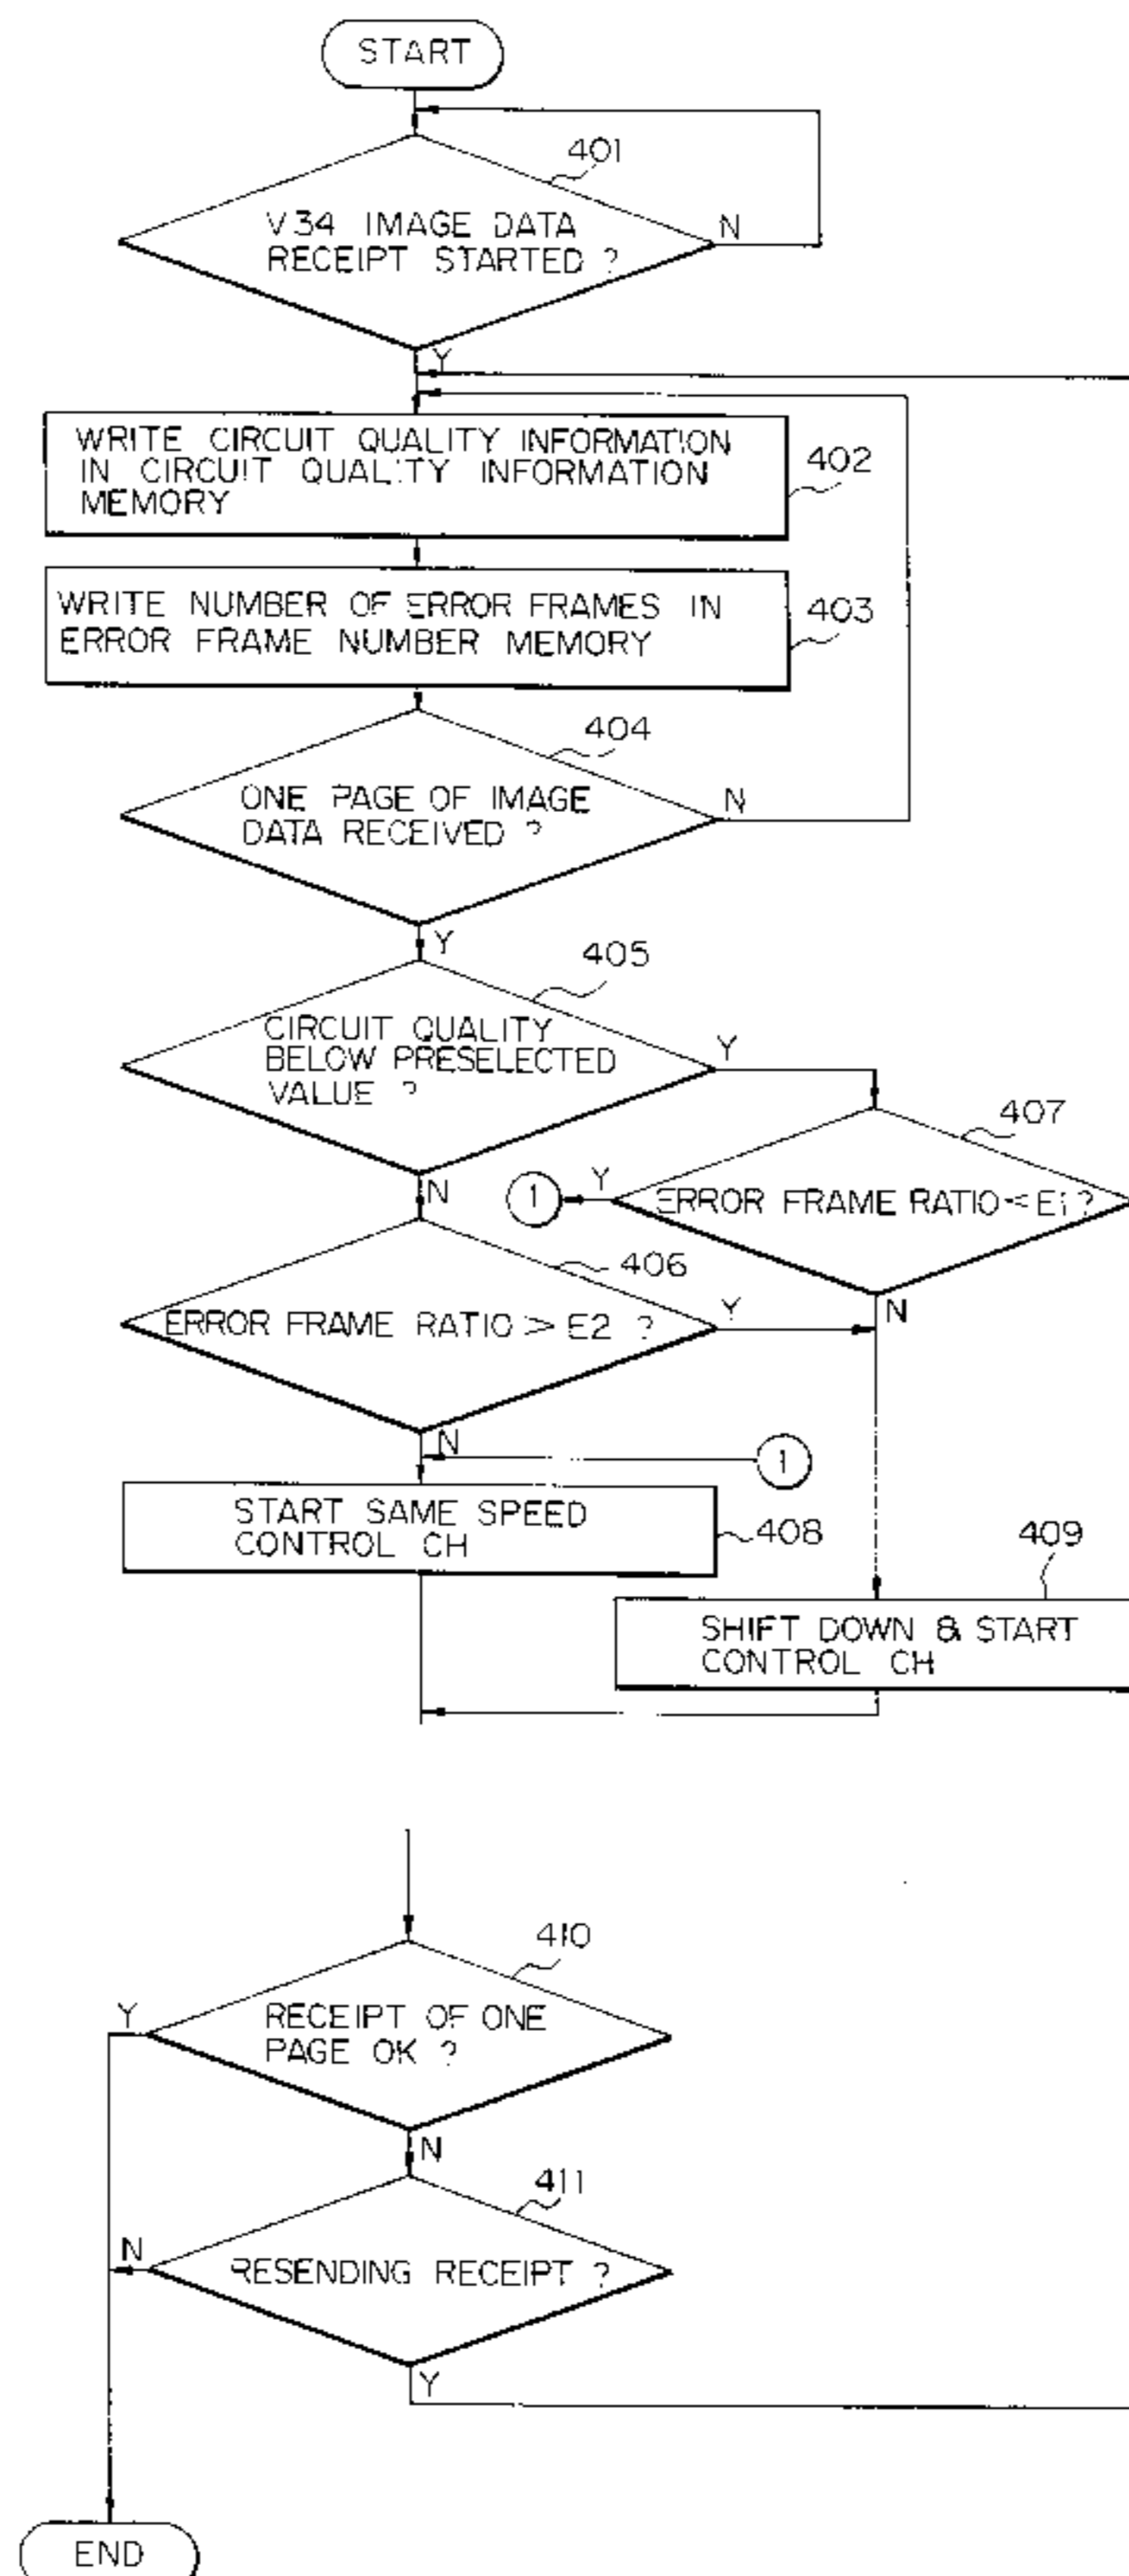 START
401
V34 IMAGE DATA
RECEIPT STARTED ?
N
Y
WRITE CIRCUIT QUALITY INFORMATION
IN CIRCUIT QUALITY INFORMATION
MEMORY
402
WRITE NUMBER OF ERROR FRAMES IN
ERROR FRAME NUMBER MEMORY
403
404
ONE PAGE OF IMAGE
DATA RECEIVED ?
N
Y
405
CIRCUIT QUALITY
BELOW PRESELECTED
VALUE ?
Y
N
407
1
Y
ERROR FRAME RATIO < E1 ?
N
406
ERROR FRAME RATIO > E2 ?
Y
N
1
START SAME SPEED
CONTROL CH
408
409
SHIFT DOWN & START
CONTROL CH
410
Y
RECEIPT OF ONE
PAGE OK ?
N
411
N
RESENDING RECEIPT ?
Y
END